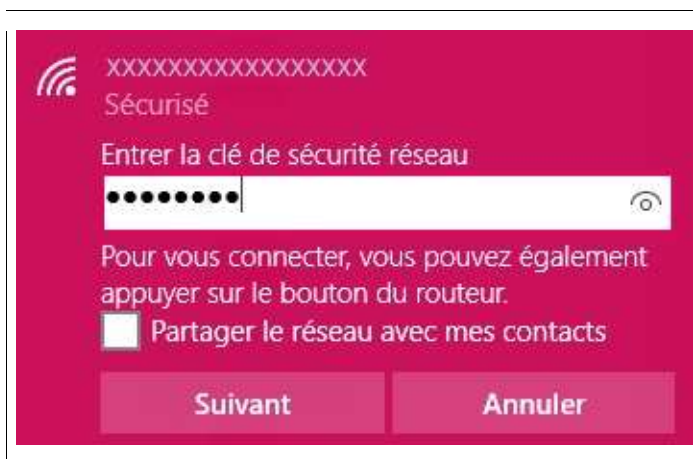 XXXXXXXXXXXXXXXXX
Sécurisé
Entrer la clé de sécurité réseau
••••••••
Pour vous connecter, vous pouvez également
appuyer sur le bouton du routeur.
Partager le réseau avec mes contacts
Suivant
Annuler